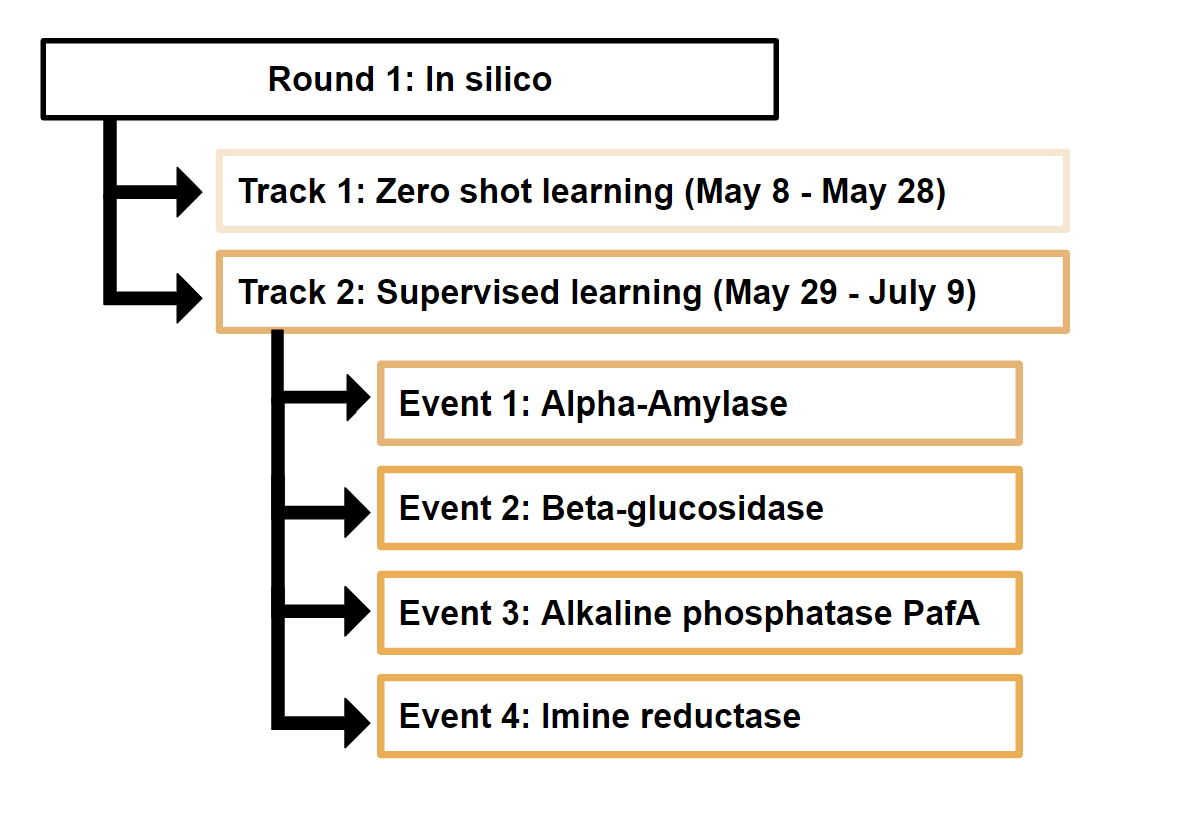 Round 1: In silico
Track 1: Zero shot learning (May 8 - May 28)
Track 2: Supervised learning (May 29 - July 9)
Event 1: Alpha-Amylase
Event 2: Beta-glucosidase
Event 3: Alkaline phosphatase PafA
Event 4: Imine reductase